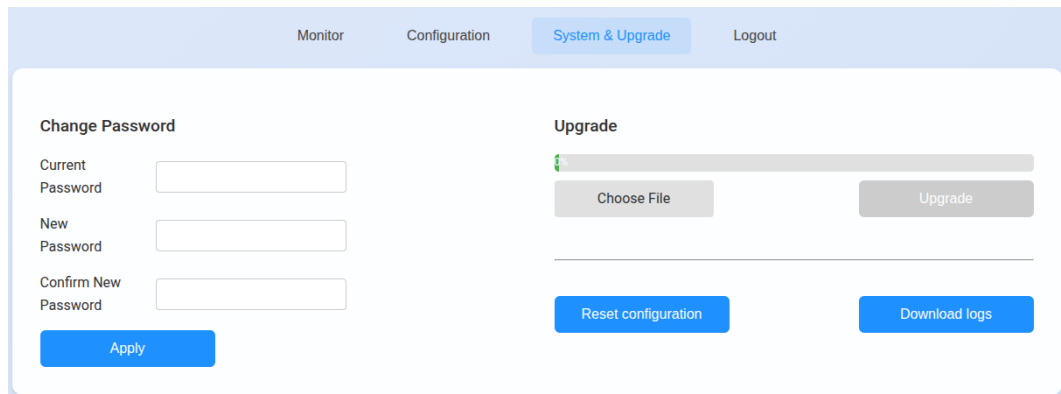 Monitor Configuration System & Upgrade Logout
Change Password
Current
Password
New
Password
Confirm New
Password
Apply
Upgrade
0%
Choose File Upgrade
Reset configuration Download logs